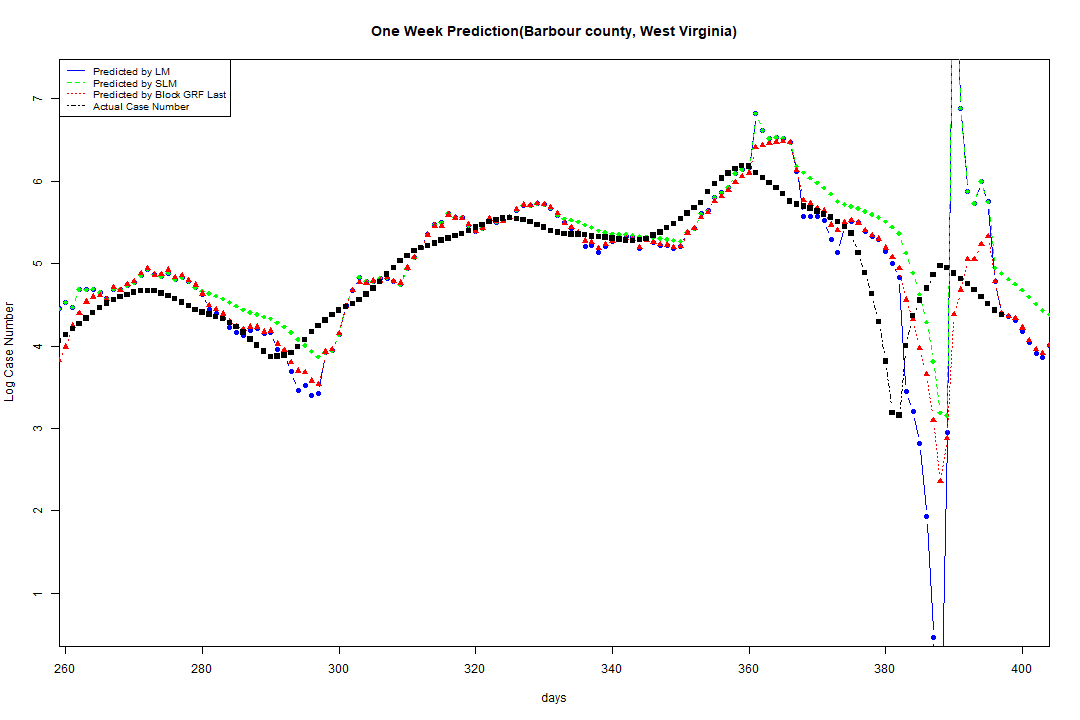 One Week Prediction(Barbour county, West Virginia)
Predicted by LM
Predicted by SLM
Predicted by Block GRF Last
Actual Case Number
Log Case Number
7
6
5
4
3
2
1
260 280 300 320 340 360 380 400
days